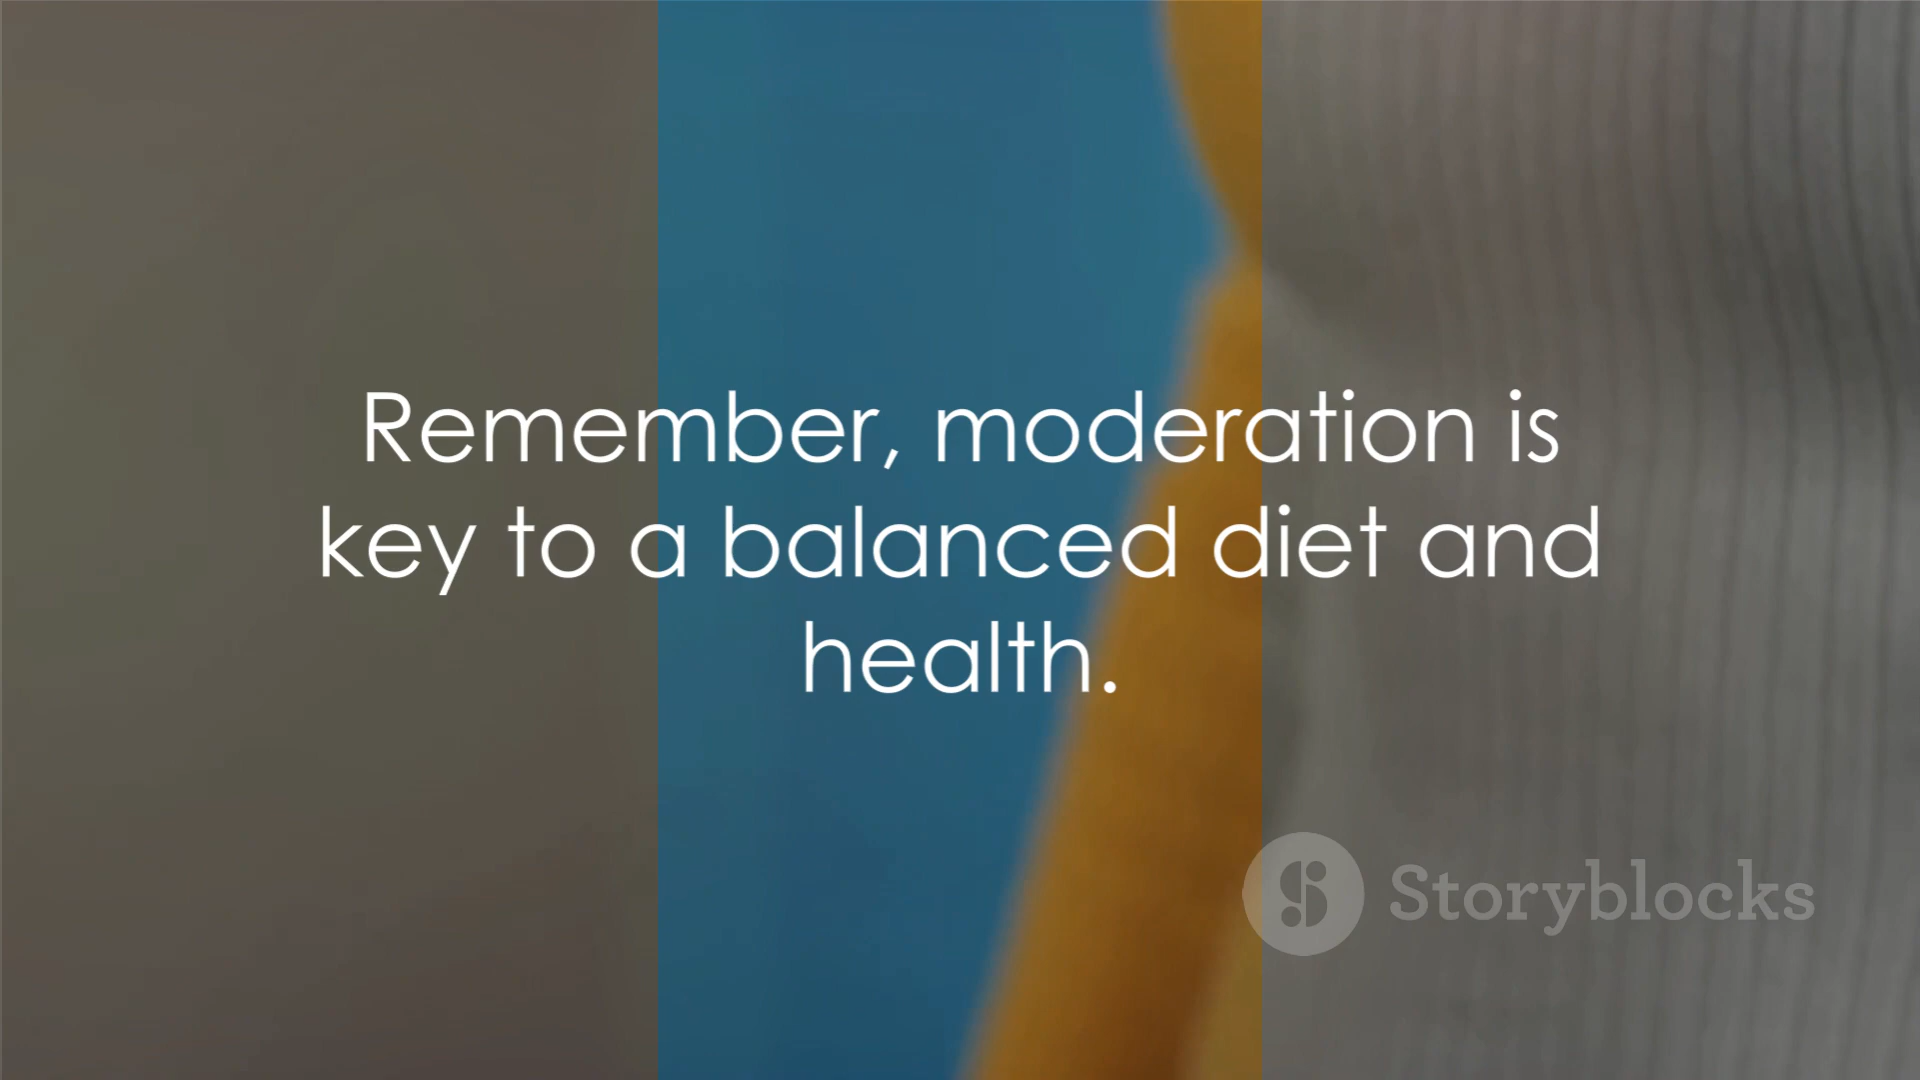 Remember, moderation is
key to a balanced diet and
health.
Storyblocks